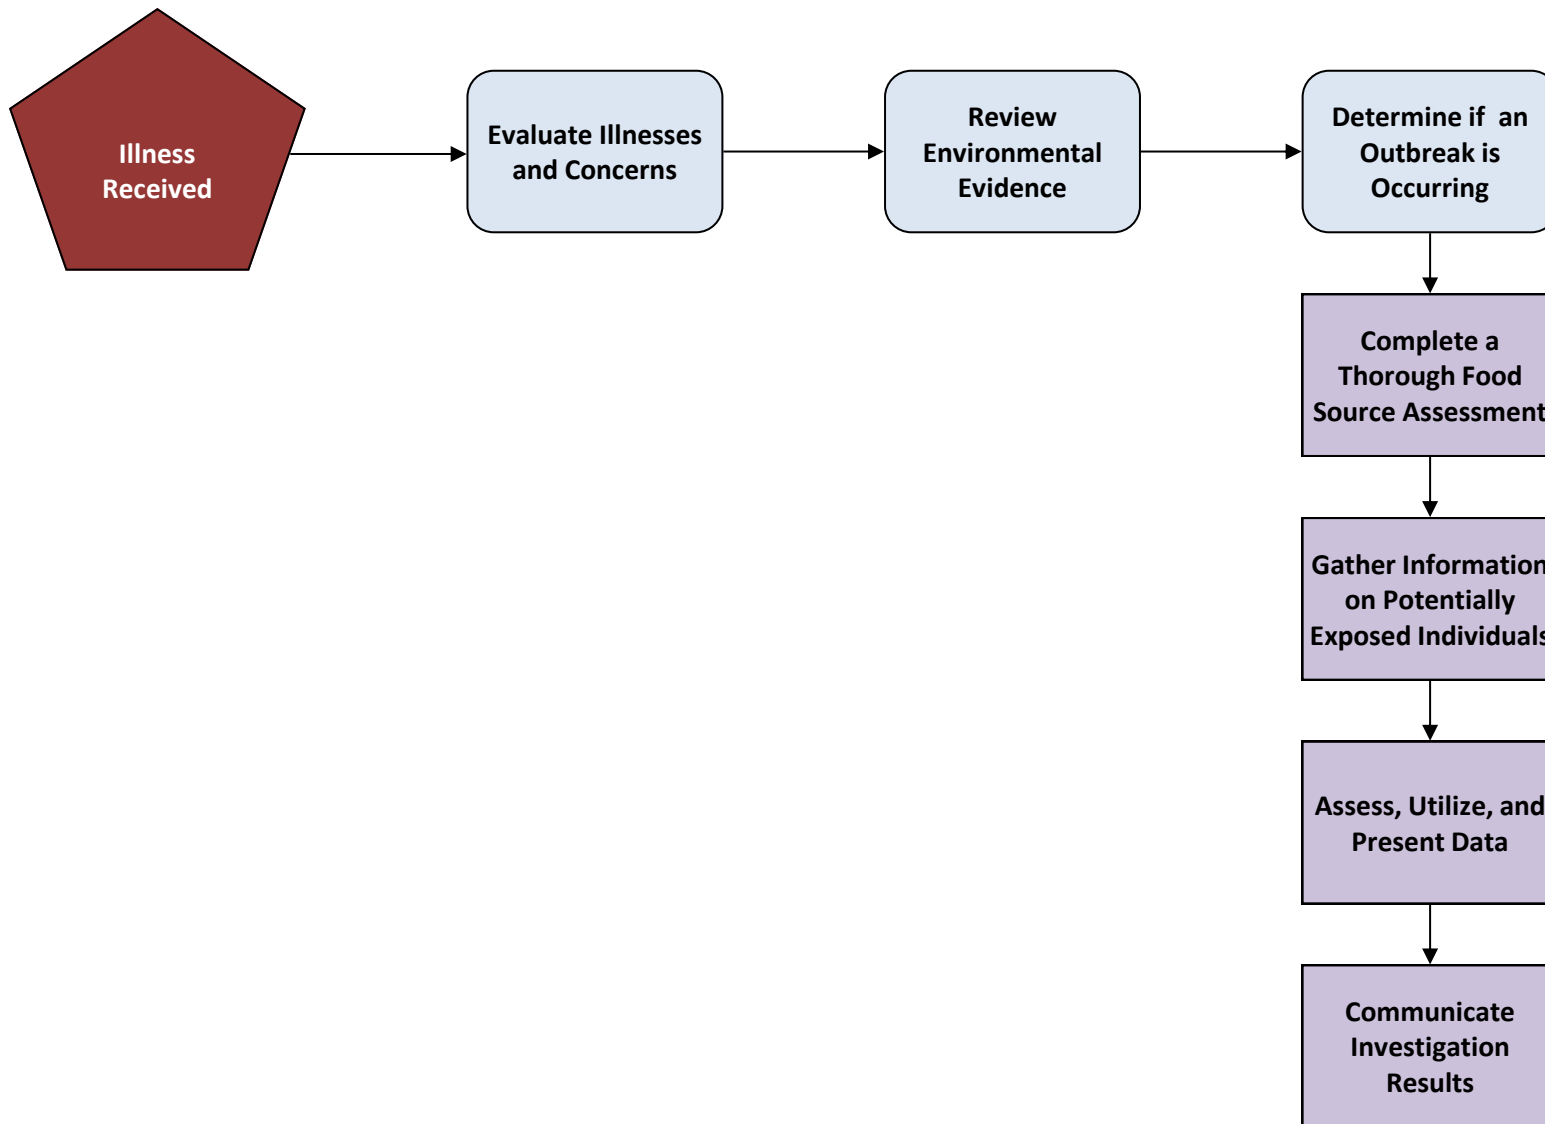 Illness
Received
Evaluate Illnesses
and Concerns
Review
Environmental
Evidence
Determine if  an
Outbreak is
Occurring
Complete a
Thorough Food
Source Assessment
Gather Information
on Potentially
Exposed Individuals
Assess, Utilize, and
Present Data
Communicate
Investigation
Results